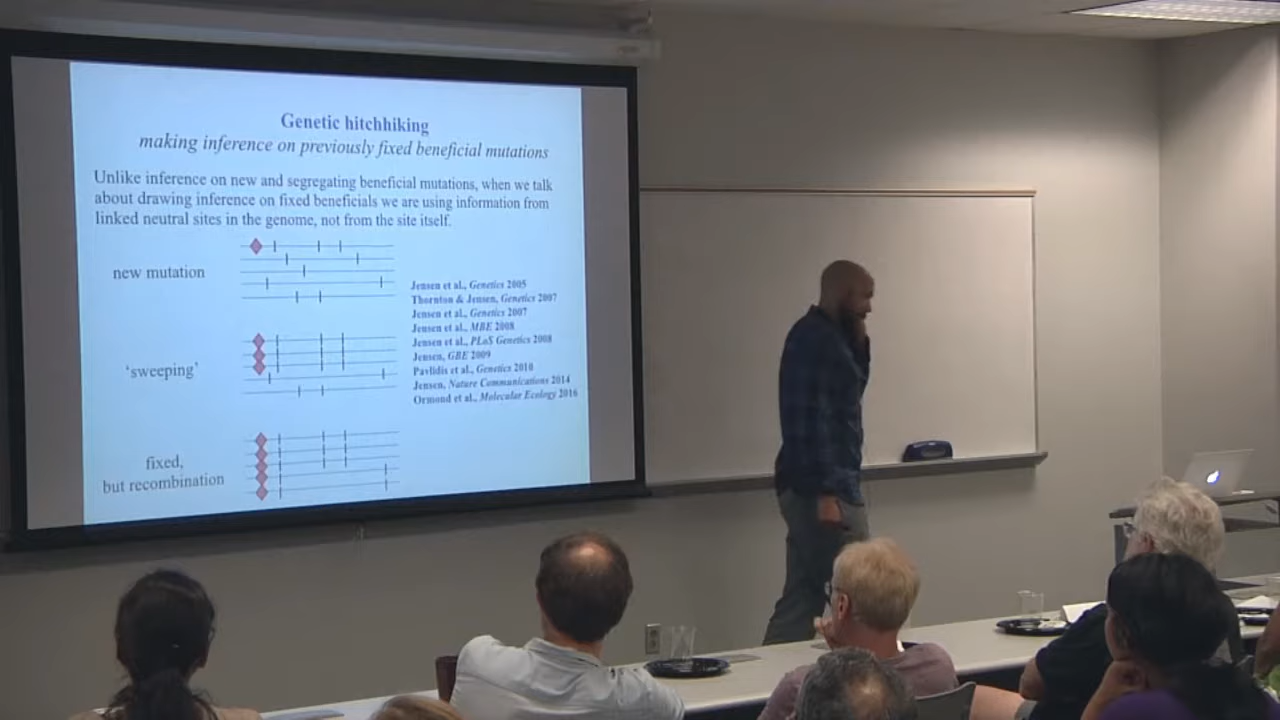 Genetic hitchhiking
making inference on previously fixed beneficial mutations
Unlike inference on new and segregating beneficial mutations, when we talk
about drawing inference on fixed beneficials we are using information from
linked neutral sites in the genome, not from the site itself.
new mutation
Jensen et al., Genetics 2005
Thornton & Jensen, Genetics 2007
Jensen et al., Genetics 2007
Jensen et al., MBE 2008
Jensen et al., PLoS Genetics 2008
Jensen, GBE 2009
Pavlidis et al., Genetics 2010
Jensen, Nature Communications 2014
Ormond et al., Molecular Ecology 2016
‘sweeping’
fixed,
but recombination